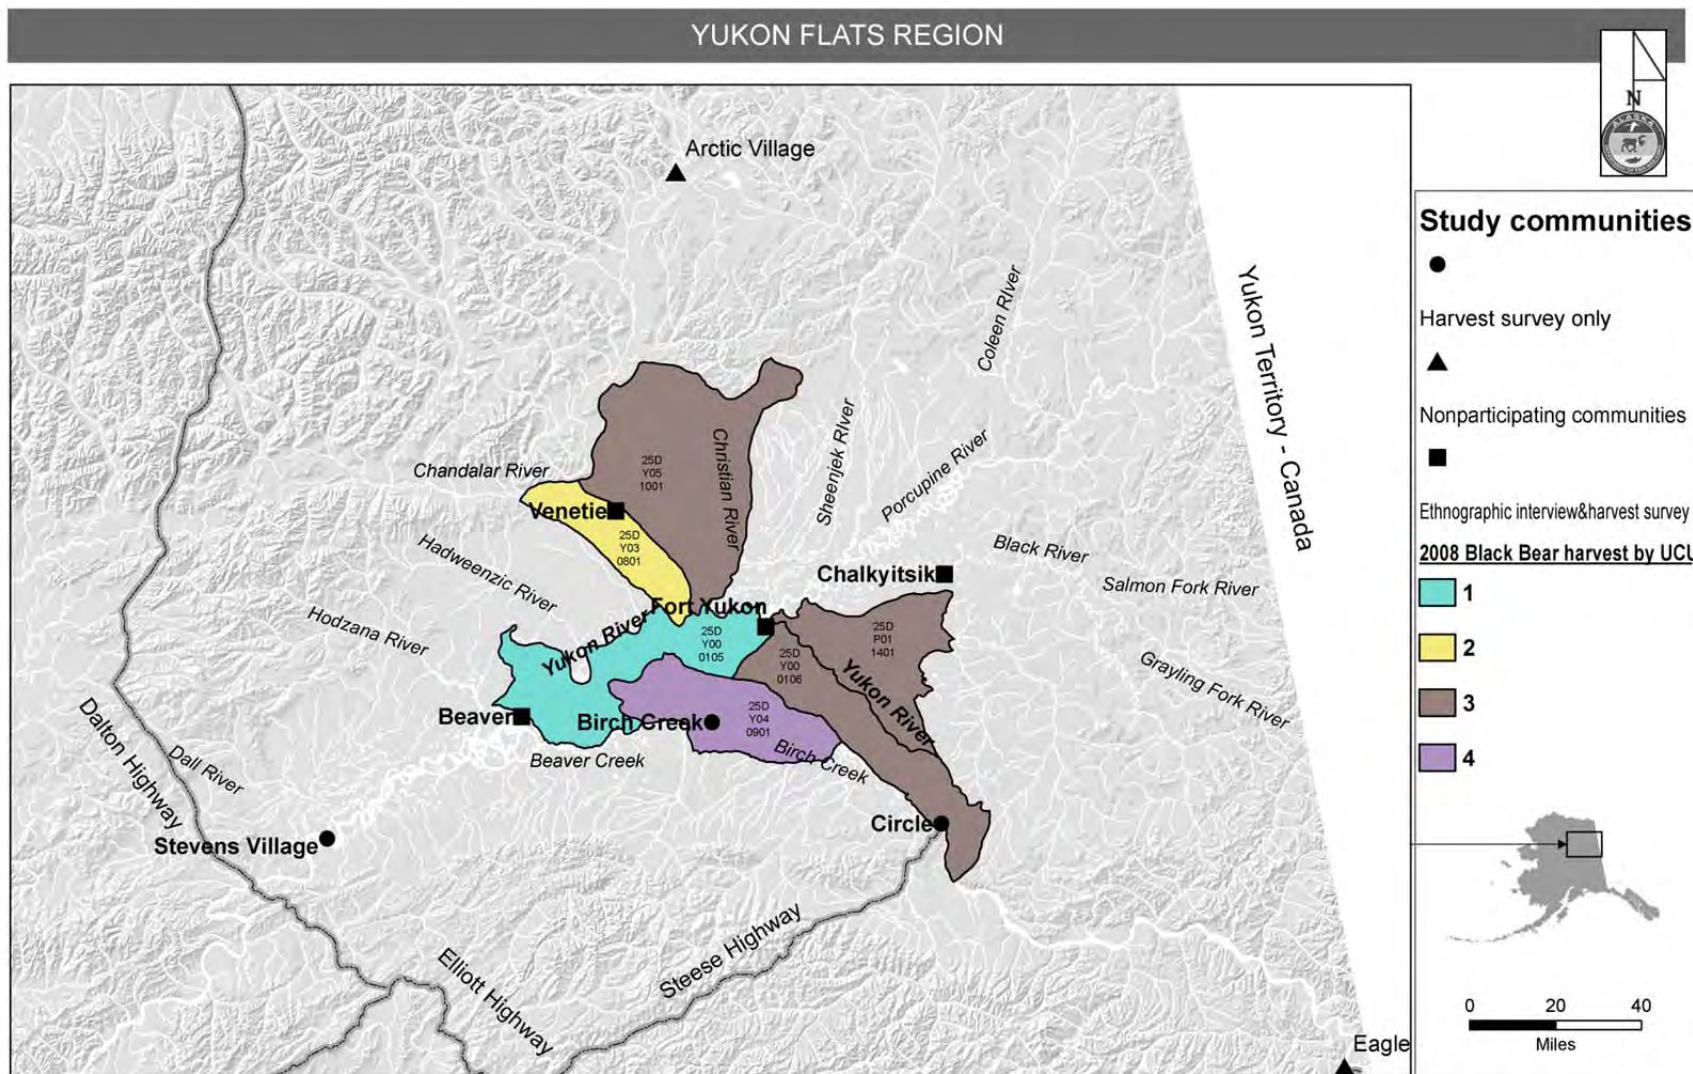 YUKON FLATS REGION
N
ALASKA
Arctic Village
Yukon Territory - Canada
Coleen River
Christian River
Sheenjek River
Porcupine River
Chandalar River
25D
Y05
1001
Venetie
25D
Y03
0801
Hadweenzic River
Black River
Chalkyitsik
Salmon Fork River
Hodzana River
Fort Yukon
Yukon River
25D
Y00
0105
25D
P01
1401
25D
Y00
0106
Yukon River
Grayling Fork River
Beaver
Birch Creek
25D
Y04
0901
Birch Creek
Beaver Creek
Dalton Highway
Dall River
Stevens Village
Circle
Steese Highway
Elliott Highway
Eagle
Study communities
Harvest survey only
Nonparticipating communities
Ethnographic interview&harvest survey
2008 Black Bear harvest by UCU
1
2
3
4
0 20 40
Miles